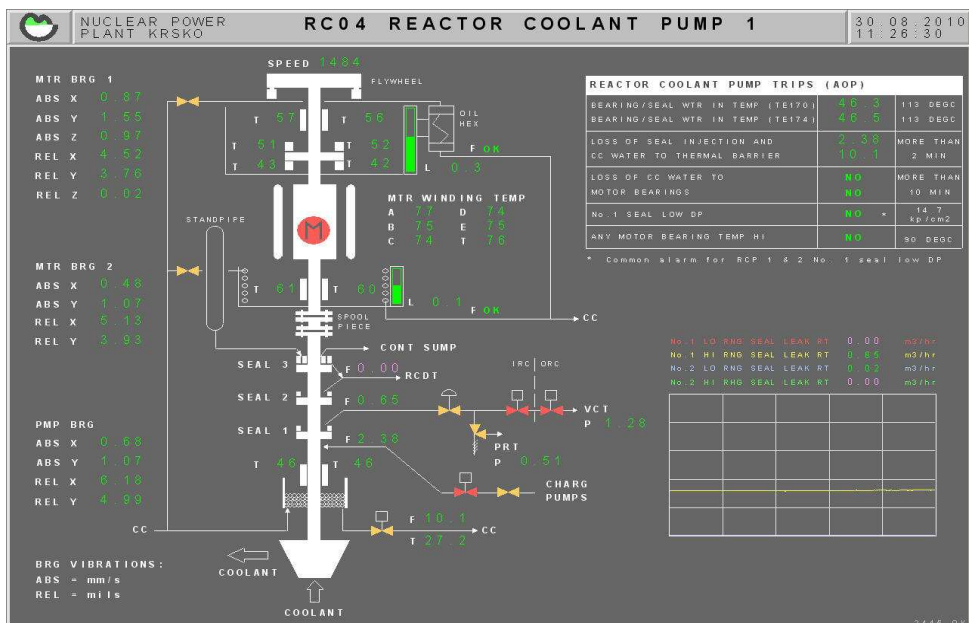 NUCLEAR POWER
PLANT KRSKO
RC04 REACTOR COOLANT PUMP 1
30.08.2010
11:26:30
SPEED 1484
FLYWHEEL
MTR BRG 1
ABS X 0.87
ABS Y 1.55
ABS Z 0.97
REL X 4.52
REL Y 3.76
REL Z 0.02
T 57 T 56
T 51 T 52
T 43 T 42
OIL
HEX
F OK
L 0.3
MTR WINDING TEMP
A 77 D 74
B 75 E 75
C 74 T 76
M
STANDPIPE
MTR BRG 2
ABS X 0.48
ABS Y 1.07
REL X 5.13
REL Y 3.93
T 61 T 60
L 0.1
F OK
CC
SPOOL
PIECE
CONT SUMP
SEAL 3
F 0.00
RCDT
IRC ORC
SEAL 2
F 0.65
VCT
P 1.28
SEAL 1
F 2.38
PRT
P 0.51
PMP BRG
ABS X 0.68
ABS Y 1.07
REL X 6.18
REL Y 4.99
T 46 T 46
CHARG
PUMPS
CC
F 10.1
CC
T 27.2
BRG VIBRATIONS:
ABS = mm/s
REL = mils
COOLANT
COOLANT
REACTOR COOLANT PUMP TRIPS (AOP)
BEARING/SEAL WTR IN TEMP (TE170) 46.3 113 DEGC
BEARING/SEAL WTR IN TEMP (TE174) 46.5 113 DEGC
LOSS OF SEAL INJECTION AND 2.38 MORE THAN
CC WATER TO THERMAL BARRIER 10.1 2 MIN
LOSS OF CC WATER TO NO MORE THAN
MOTOR BEARINGS NO 10 MIN
No.1 SEAL LOW DP NO * 14.7
kp/cm2
ANY MOTOR BEARING TEMP HI NO 90 DEGC
* Common alarm for RCP 1 & 2 No. 1 seal low DP
No.1 LO RNG SEAL LEAK RT 0.00 m3/hr
No.1 HI RNG SEAL LEAK RT 0.65 m3/hr
No.2 LO RNG SEAL LEAK RT 0.02 m3/hr
No.2 HI RHG SEAL LEAK RT 0.00 m3/hr